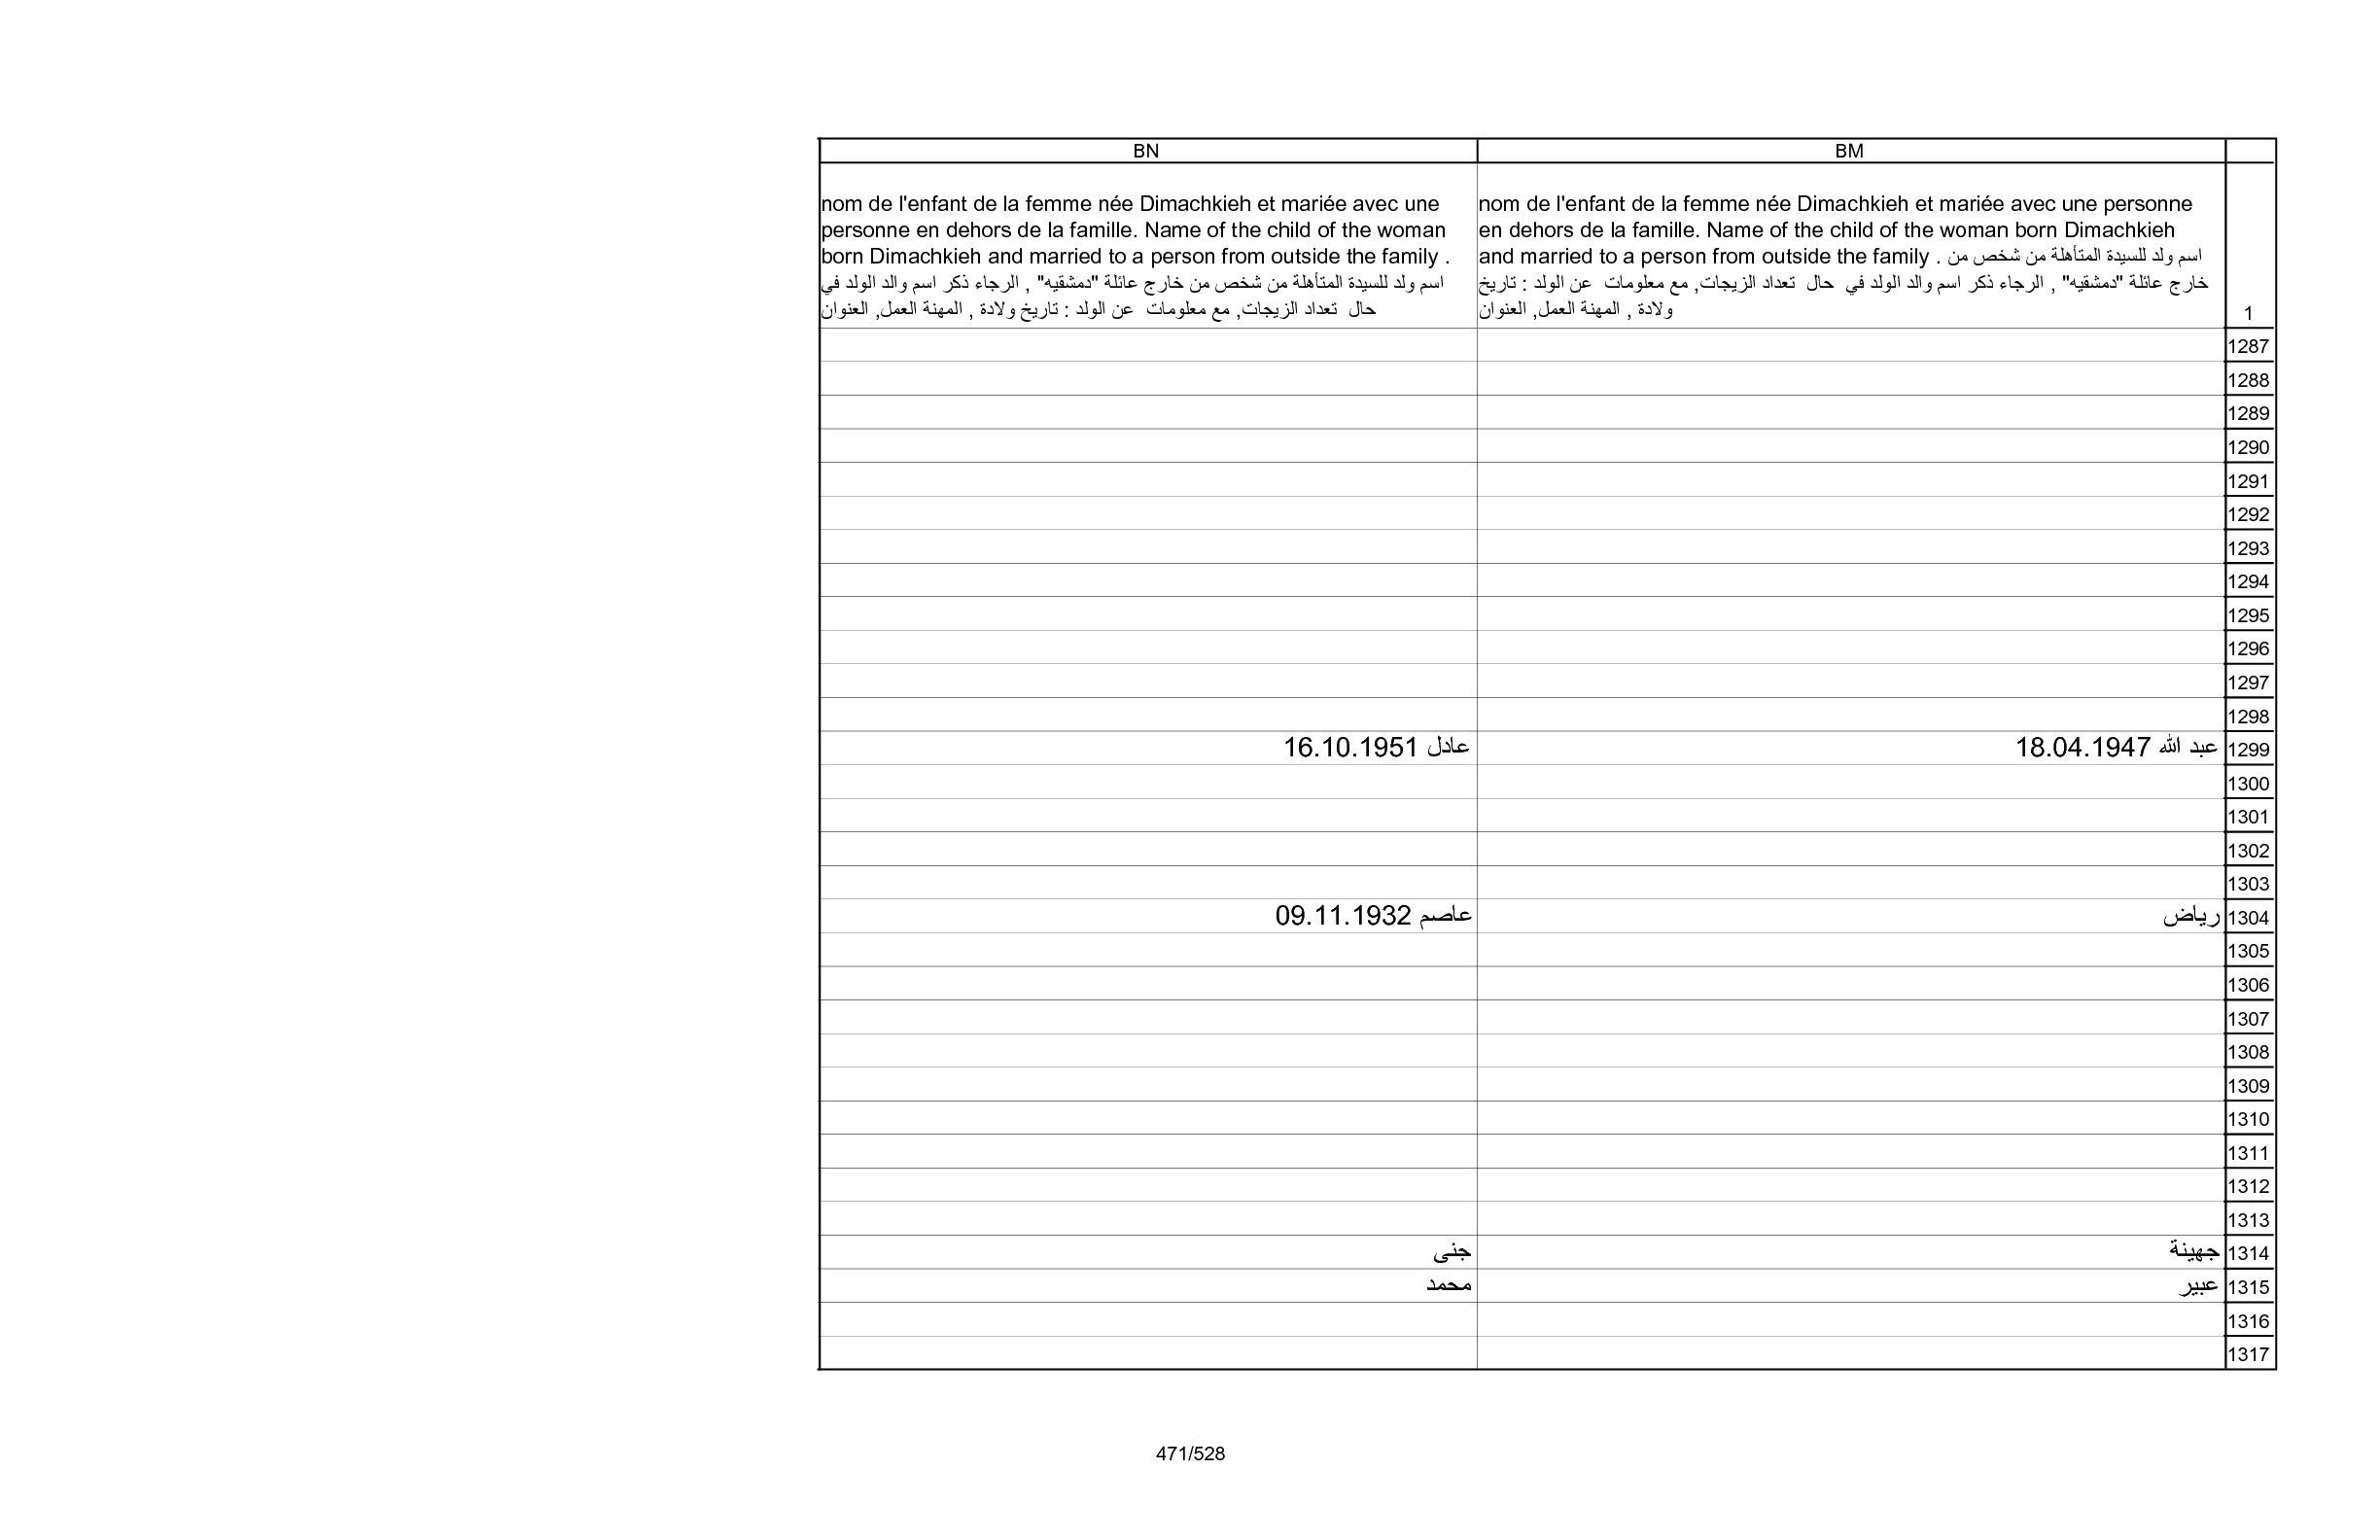 BN BM
nom de l'enfant de la femme née Dimachkieh et mariée avec une personne
en dehors de la famille. Name of the child of the woman born Dimachkieh
and married to a person from outside the family . اسم ولد للسيدة المتأهلة من شخص من
خارج عائلة "دمشقيه" , الرجاء ذكر اسم والد الولد في حال تعداد الزيجات, مع معلومات عن الولد : تاريخ
ولادة , المهنة العمل, العنوان
nom de l'enfant de la femme née Dimachkieh et mariée avec une
personne en dehors de la famille. Name of the child of the woman
born Dimachkieh and married to a person from outside the family .
اسم ولد للسيدة المتأهلة من شخص من خارج عائلة "دمشقيه" , الرجاء ذكر اسم والد الولد في
حال تعداد الزيجات, مع معلومات عن الولد : تاريخ ولادة , المهنة العمل, العنوان
1
1287
1288
1289
1290
1291
1292
1293
1294
1295
1296
1297
1298
1299 عبد الله 18.04.1947 عادل 16.10.1951
1300
1301
1302
1303
1304 رياض عاصم 09.11.1932
1305
1306
1307
1308
1309
1310
1311
1312
1313
1314 جهينة جنى
1315 عبير محمد
1316
1317
471/528